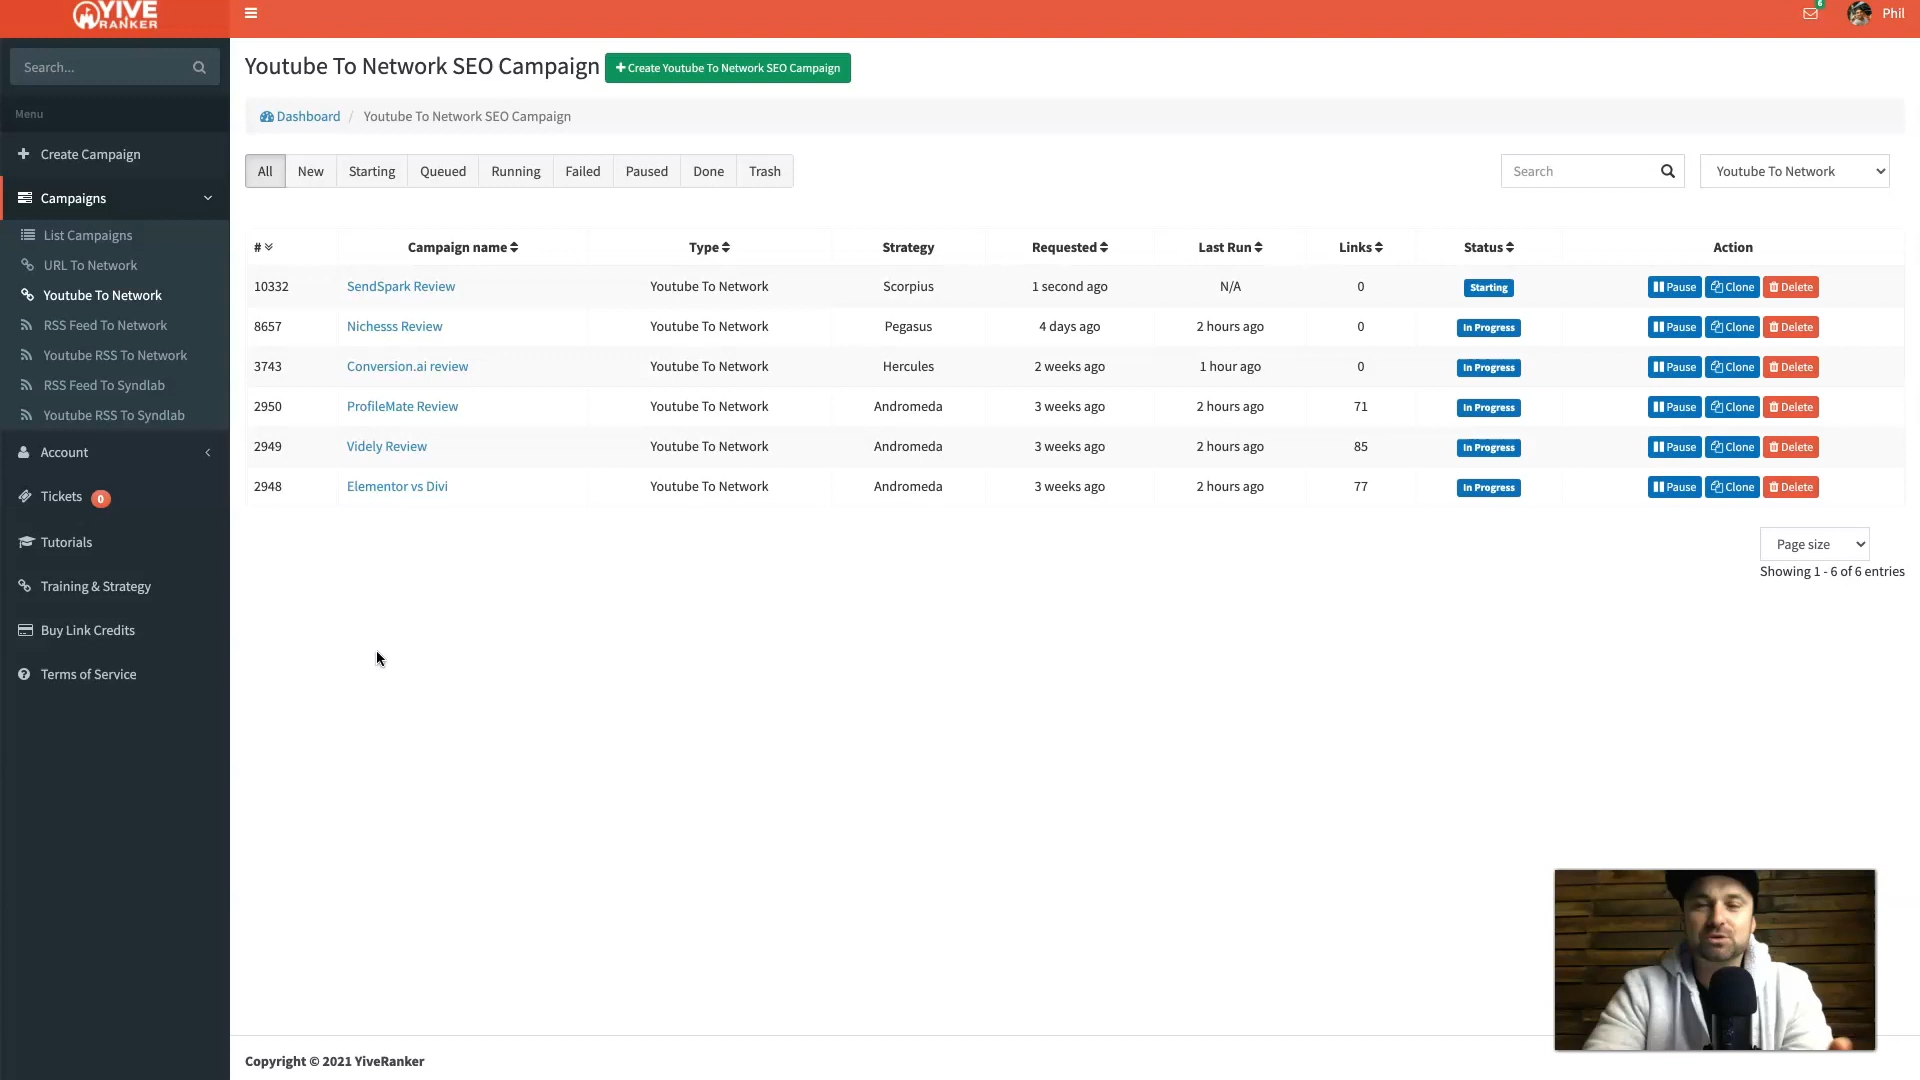 YIVE
RANKER
6
Phil
Search...
Menu
Create Campaign
Campaigns
List Campaigns
URL To Network
Youtube To Network
RSS Feed To Network
Youtube RSS To Network
RSS Feed To Syndlab
Youtube RSS To Syndlab
Account
Tickets 0
Tutorials
Training & Strategy
Buy Link Credits
Terms of Service
Youtube To Network SEO Campaign Create Youtube To Network SEO Campaign
Dashboard / Youtube To Network SEO Campaign
All New Starting Queued Running Failed Paused Done Trash Search Youtube To Network
# Campaign name Type Strategy Requested Last Run Links Status Action
10332 SendSpark Review Youtube To Network Scorpius 1 second ago N/A 0 Starting Pause Clone Delete
8657 Nichesss Review Youtube To Network Pegasus 4 days ago 2 hours ago 0 In Progress Pause Clone Delete
3743 Conversion.ai review Youtube To Network Hercules 2 weeks ago 1 hour ago 0 In Progress Pause Clone Delete
2950 ProfileMate Review Youtube To Network Andromeda 3 weeks ago 2 hours ago 71 In Progress Pause Clone Delete
2949 Videly Review Youtube To Network Andromeda 3 weeks ago 2 hours ago 85 In Progress Pause Clone Delete
2948 Elementor vs Divi Youtube To Network Andromeda 3 weeks ago 2 hours ago 77 In Progress Pause Clone Delete
Page size
Showing 1 - 6 of 6 entries
Copyright © 2021 YiveRanker